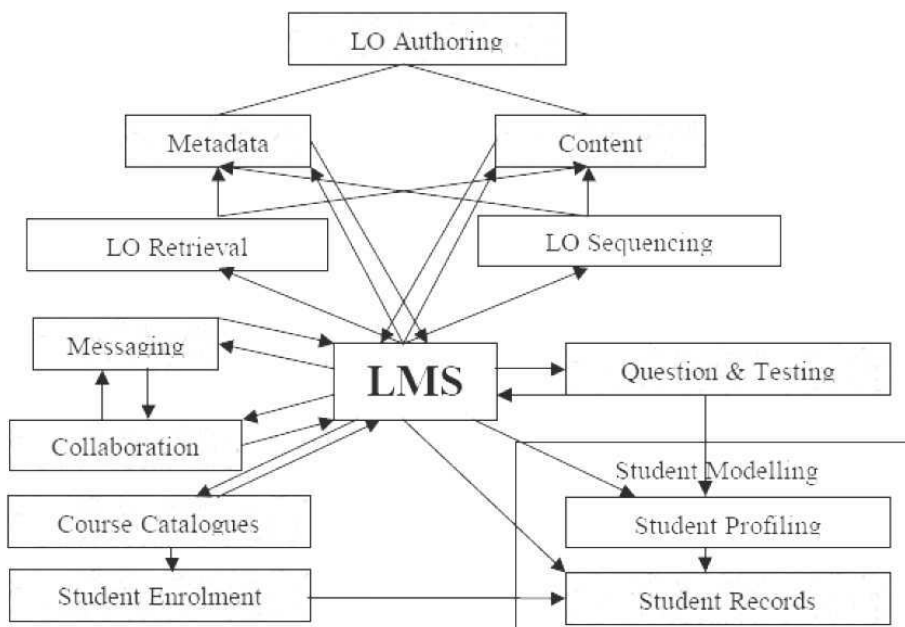 LO Authoring
Metadata
Content
LO Retrieval
LO Sequencing
Messaging
LMS
Question & Testing
Collaboration
Student Modelling
Course Catalogues
Student Profiling
Student Enrolment
Student Records